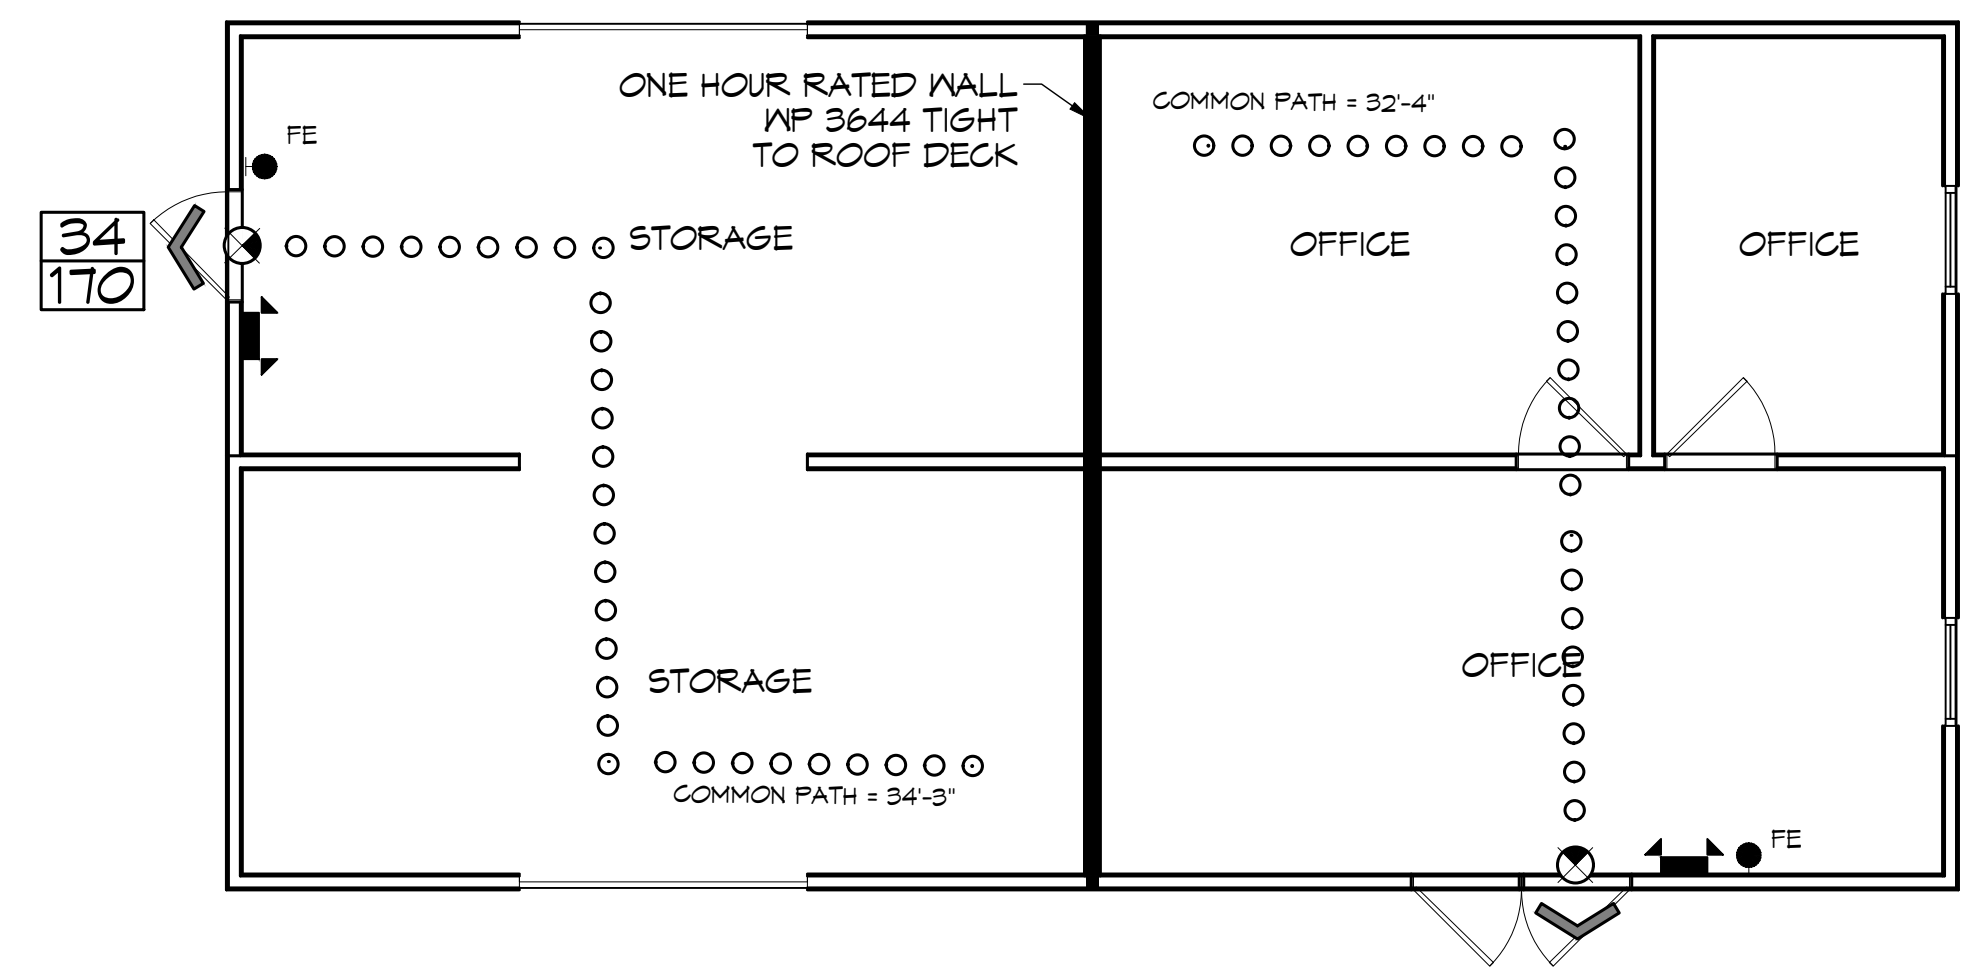 ONE HOUR RATED WALL
WP 3644 TIGHT
TO ROOF DECK
COMMON PATH = 32'-4"
FE
34
170
STORAGE
OFFICE
OFFICE
STORAGE
OFFICE
COMMON PATH = 34'-3"
FE